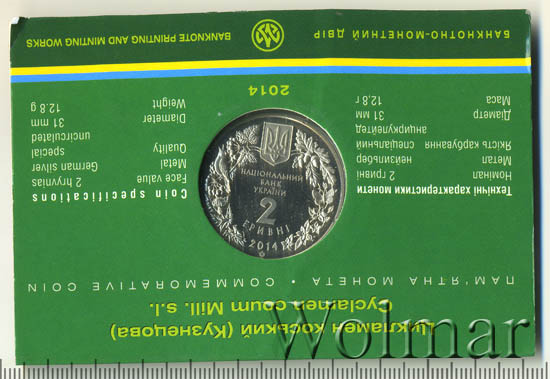 Цикламен коський (Кузнецова)
Cyclamen coum Mill. s.l.
ПАМ'ЯТНА МОНЕТА • COMMEMORATIVE COIN
Технічні характеристики монети
Номінал 2 гривні
Метал нейзильбер
Якість карбування спеціальний
анциркулейтед
Діаметр 31 мм
Маса 12,8 г
Coin specifications
Face value 2 hryvnias
Metal German silver
Quality special
uncirculated
Diameter 31 mm
Weight 12.8 g
НАЦІОНАЛЬНИЙ
БАНК
УКРАЇНИ
2
ГРИВНІ
2014
2014
БАНКНОТНО-МОНЕТНИЙ ДВІР
BANKNOTE PRINTING AND MINTING WORKS
Wolmar